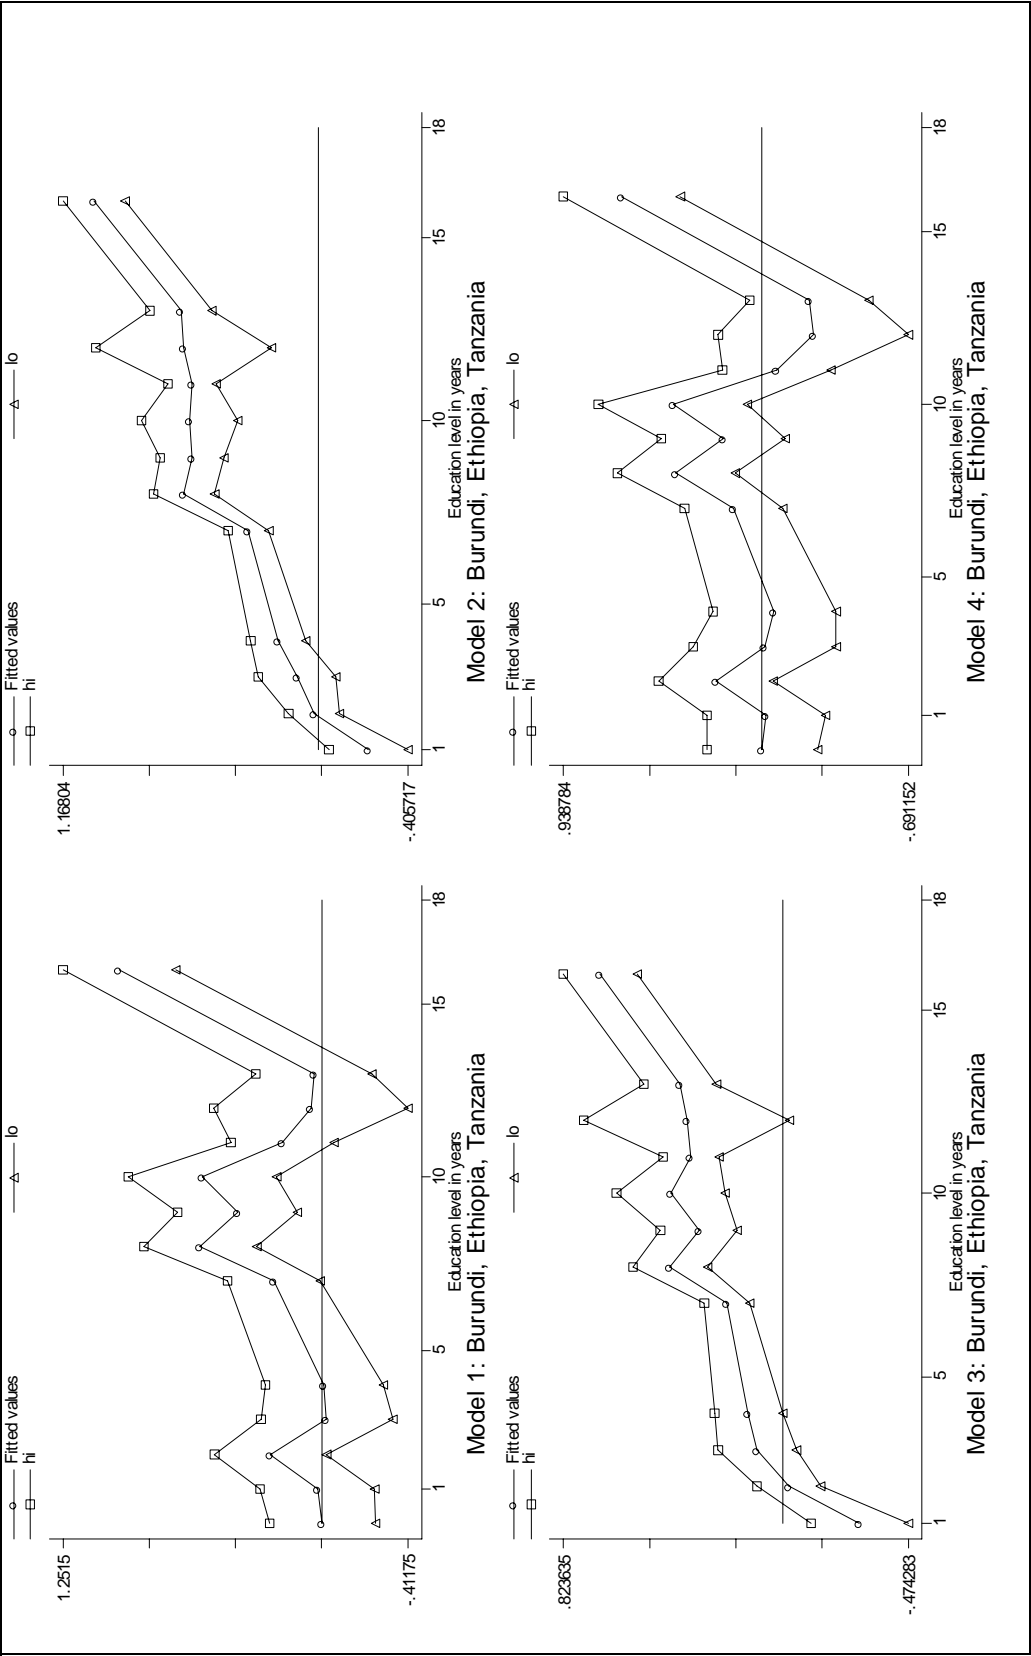 Fitted values
lo
hi
1.2515
-.41175
1
5
10
15
18
Education level in years
Model 1: Burundi, Ethiopia, Tanzania
Fitted values
lo
hi
1.16804
-.405717
1
5
10
15
18
Education level in years
Model 2: Burundi, Ethiopia, Tanzania
Fitted values
lo
hi
.823635
-.474283
1
5
10
15
18
Education level in years
Model 3: Burundi, Ethiopia, Tanzania
Fitted values
lo
hi
.938784
-.691152
1
5
10
15
18
Education level in years
Model 4: Burundi, Ethiopia, Tanzania